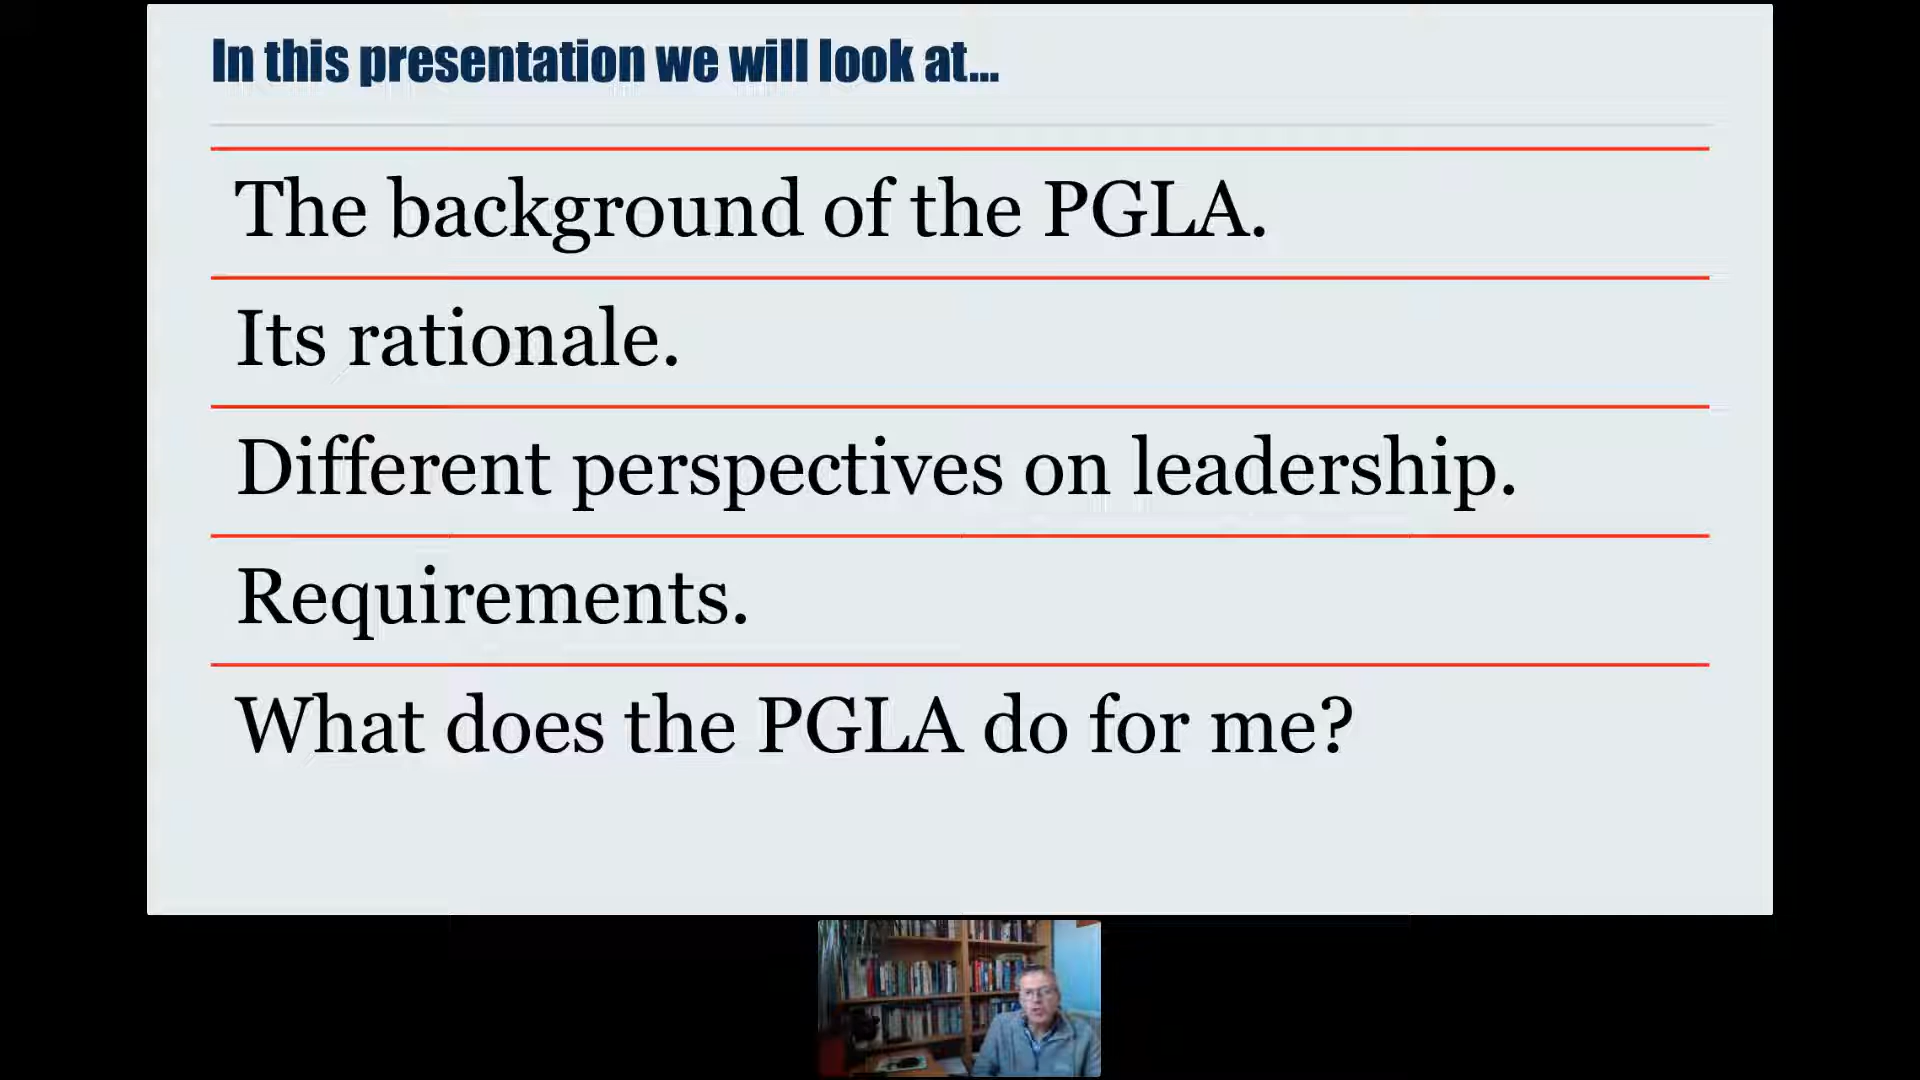 In this presentation we will look at...
The background of the PGLA.
Its rationale.
Different perspectives on leadership.
Requirements.
What does the PGLA do for me?